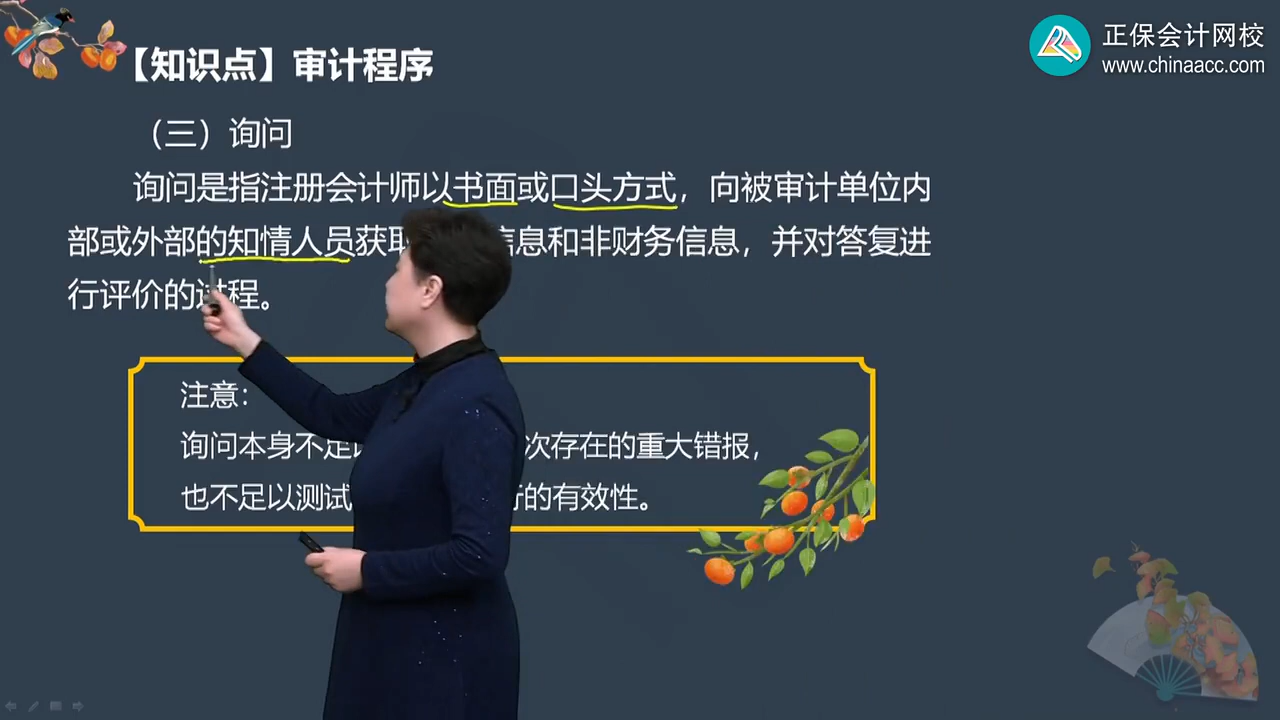 正保会计网校
www.chinaacc.com
【知识点】审计程序
（三）询问
询问是指注册会计师以书面或口头方式，向被审计单位内
部或外部的知情人员获取 信息和非财务信息，并对答复进
行评价的过程。
注意：
询问本身不足 次存在的重大错报，
也不足以测试 的有效性。